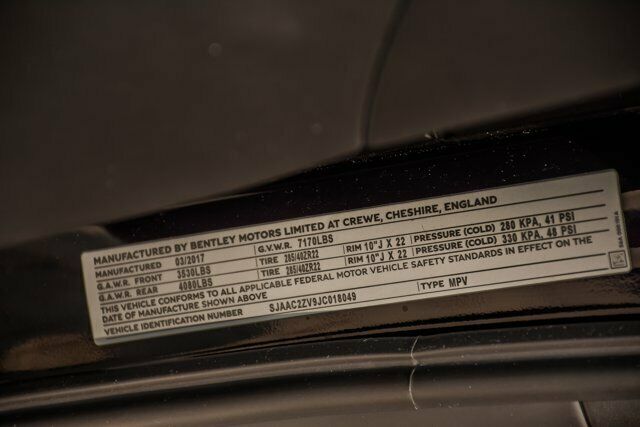 MANUFACTURED BY BENTLEY MOTORS LIMITED AT CREWE, CHESHIRE, ENGLAND
MANUFACTURED 03/2017 G.V.W.R. 7170LBS
G.A.W.R. FRONT 3530LBS TIRE 285/40ZR22 RIM 10"J X 22 PRESSURE (COLD) 280 KPA, 41 PSI
G.A.W.R. REAR 4080LBS TIRE 285/40ZR22 RIM 10"J X 22 PRESSURE (COLD) 330 KPA, 48 PSI
THIS VEHICLE CONFORMS TO ALL APPLICABLE FEDERAL MOTOR VEHICLE SAFETY STANDARDS IN EFFECT ON THE
DATE OF MANUFACTURE SHOWN ABOVE
VEHICLE IDENTIFICATION NUMBER SJAAC2ZV9JC018049 TYPE MPV